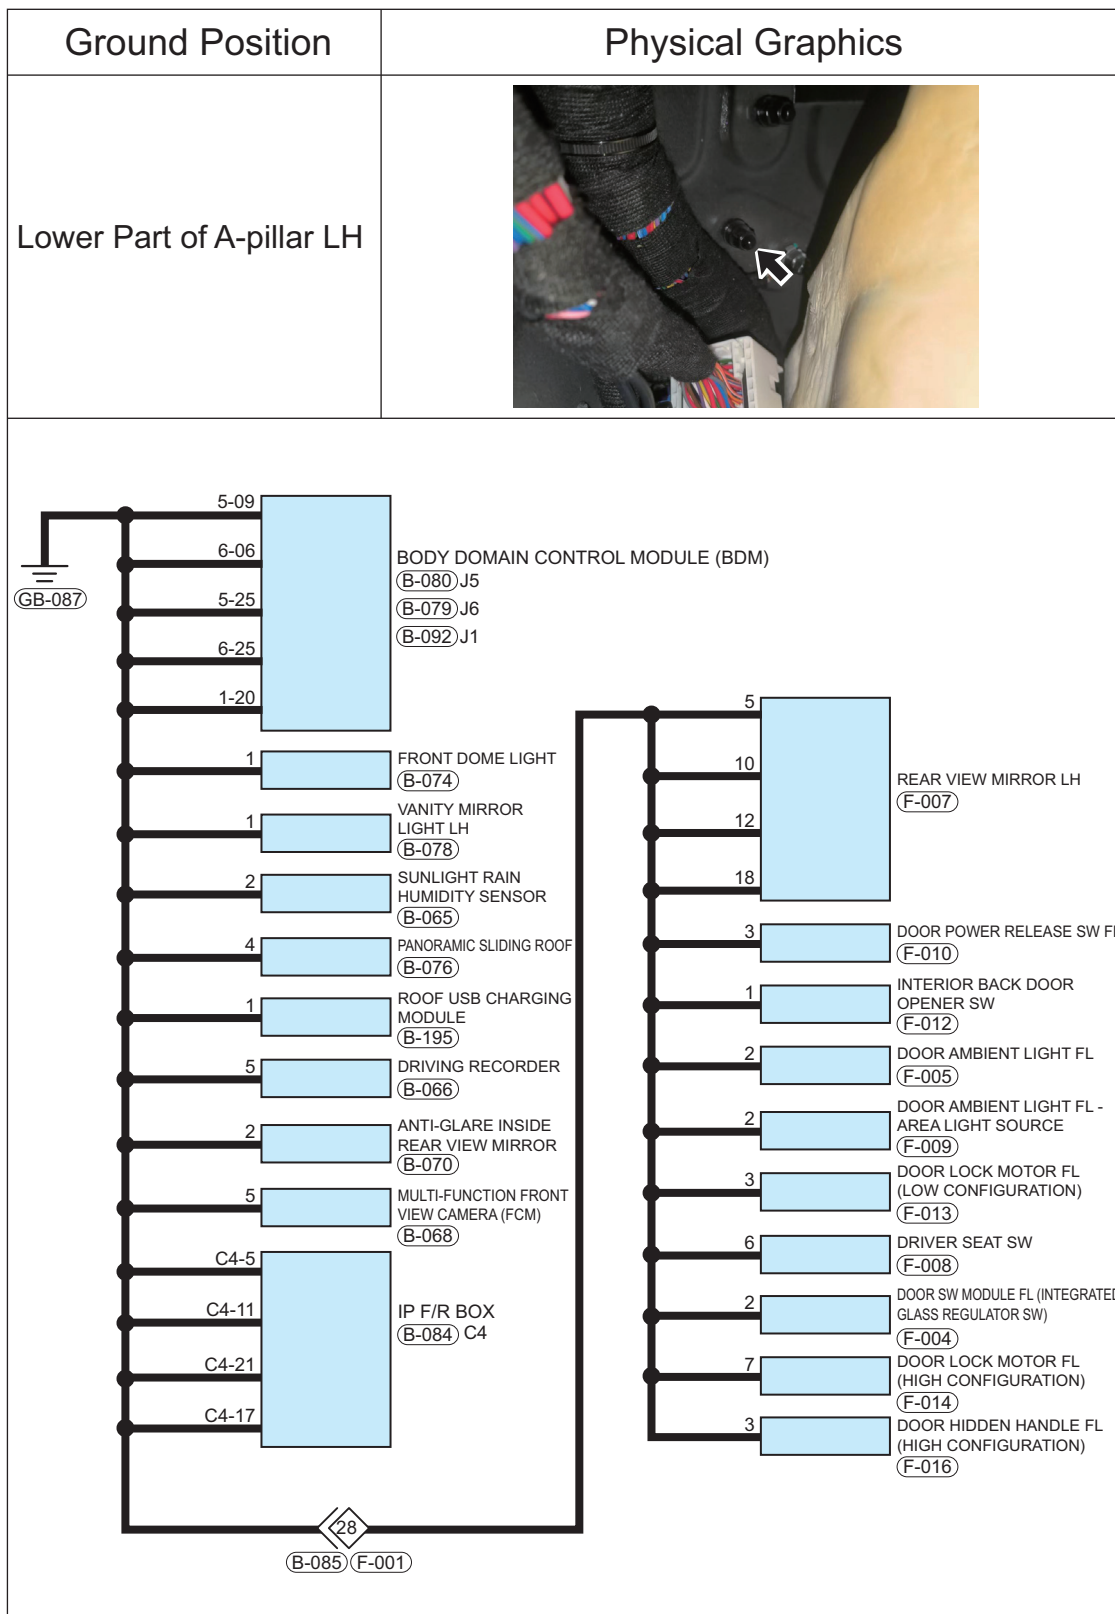 Ground Position
Physical Graphics
Lower Part of A-pillar LH
GB-087
5-09
6-06
5-25
6-25
1-20
BODY DOMAIN CONTROL MODULE (BDM)
B-080 J5
B-079 J6
B-092 J1
1
FRONT DOME LIGHT
B-074
1
VANITY MIRROR
LIGHT LH
B-078
2
SUNLIGHT RAIN
HUMIDITY SENSOR
B-065
4
PANORAMIC SLIDING ROOF
B-076
1
ROOF USB CHARGING
MODULE
B-195
5
DRIVING RECORDER
B-066
2
ANTI-GLARE INSIDE
REAR VIEW MIRROR
B-070
5
MULTI-FUNCTION FRONT
VIEW CAMERA (FCM)
B-068
C4-5
C4-11
C4-21
C4-17
IP F/R BOX
B-084 C4
28
B-085 F-001
5
10
12
18
REAR VIEW MIRROR LH
F-007
3
DOOR POWER RELEASE SW
F-010
1
INTERIOR BACK DOOR
OPENER SW
F-012
2
DOOR AMBIENT LIGHT FL
F-005
2
DOOR AMBIENT LIGHT FL -
AREA LIGHT SOURCE
F-009
3
DOOR LOCK MOTOR FL
(LOW CONFIGURATION)
F-013
6
DRIVER SEAT SW
F-008
2
DOOR SW MODULE FL (INTEGRATED
GLASS REGULATOR SW)
F-004
7
DOOR LOCK MOTOR FL
(HIGH CONFIGURATION)
F-014
3
DOOR HIDDEN HANDLE FL
(HIGH CONFIGURATION)
F-016